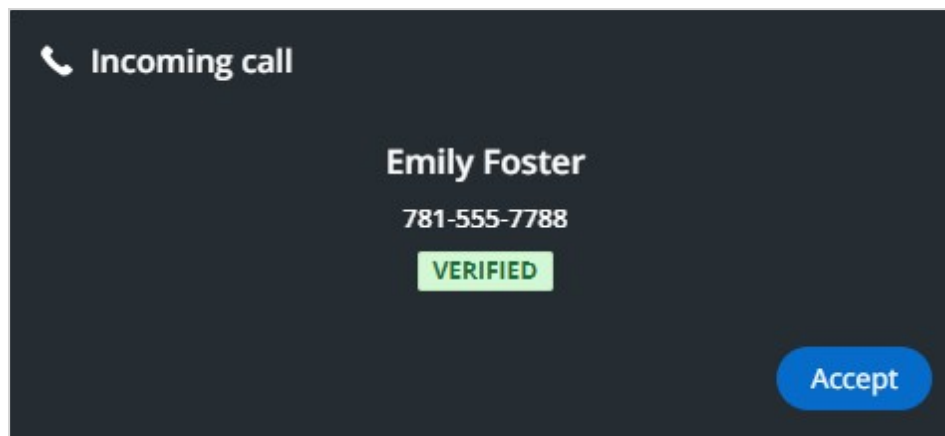 Incoming call
Emily Foster
781-555-7788
VERIFIED
Accept